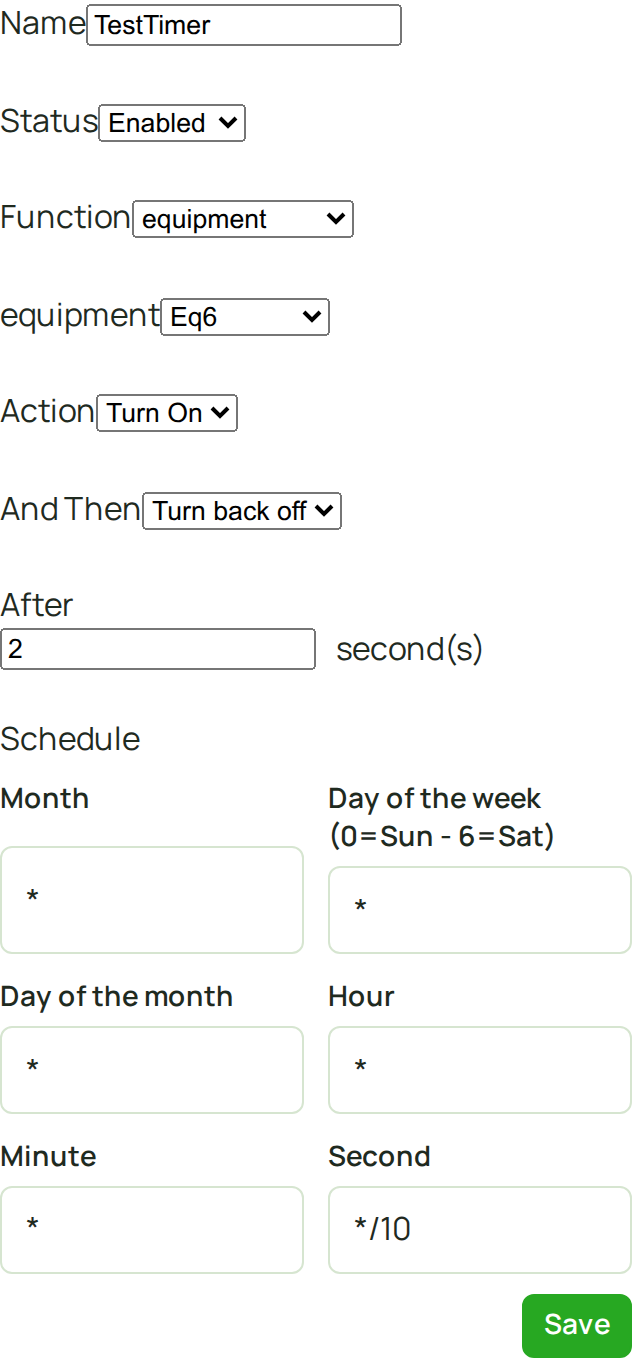 Name TestTimer
Status Enabled
Function equipment
equipment Eq6
Action Turn On
And Then Turn back off
After
2 second(s)
Schedule
Month
Day of the week
(0=Sun - 6=Sat)
*
*
Day of the month
Hour
*
*
Minute
Second
*
*/10
Save